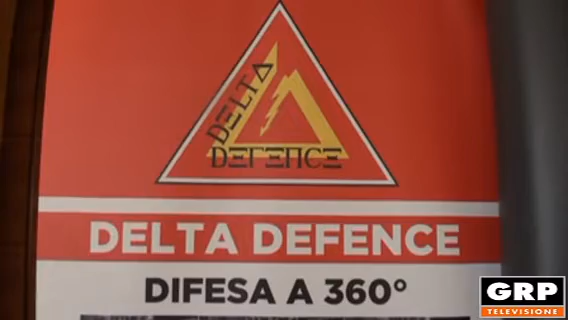 DELTA
DEFENCE
DELTA DEFENCE
DIFESA A 360°
GRP
TELEVISIONE